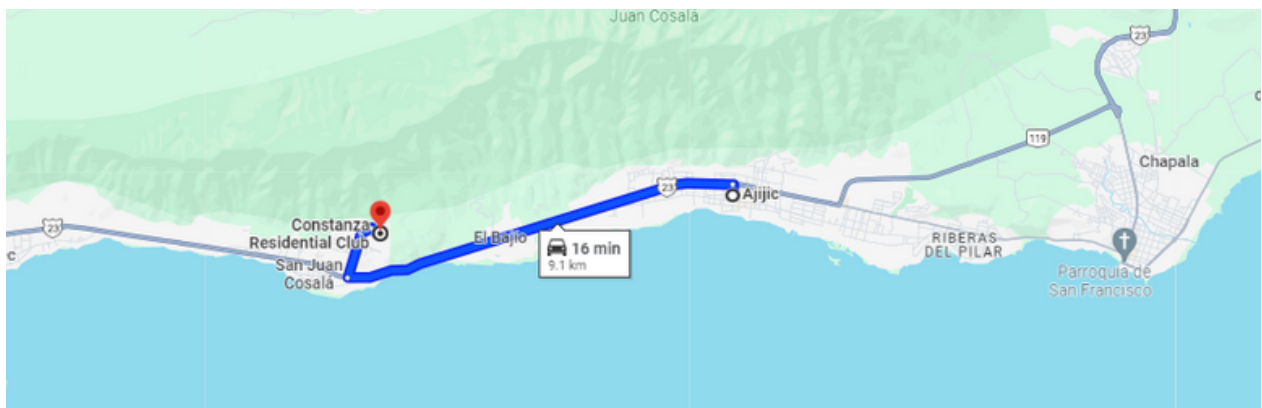 Juan Cosalá
23
119
Chapala
23
Ajijic
Constanza
Residential Club
23
El Bajío
16 min
9.1 km
RIBERAS
DEL PILAR
San Juan
Cosalá
Parroquia de
San Francisco